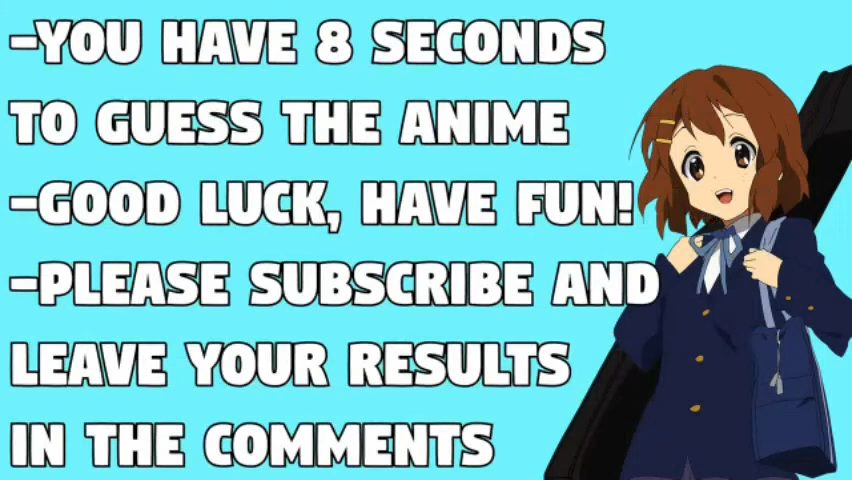 -YOU HAVE 8 SECONDS
TO GUESS THE ANIME
-GOOD LUCK, HAVE FUN!
-PLEASE SUBSCRIBE AND
LEAVE YOUR RESULTS
IN THE COMMENTS